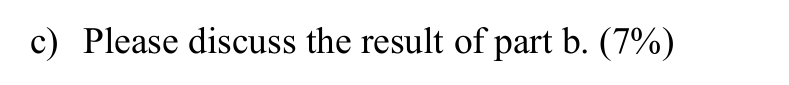 c) Please discuss the result of part b. (7%)